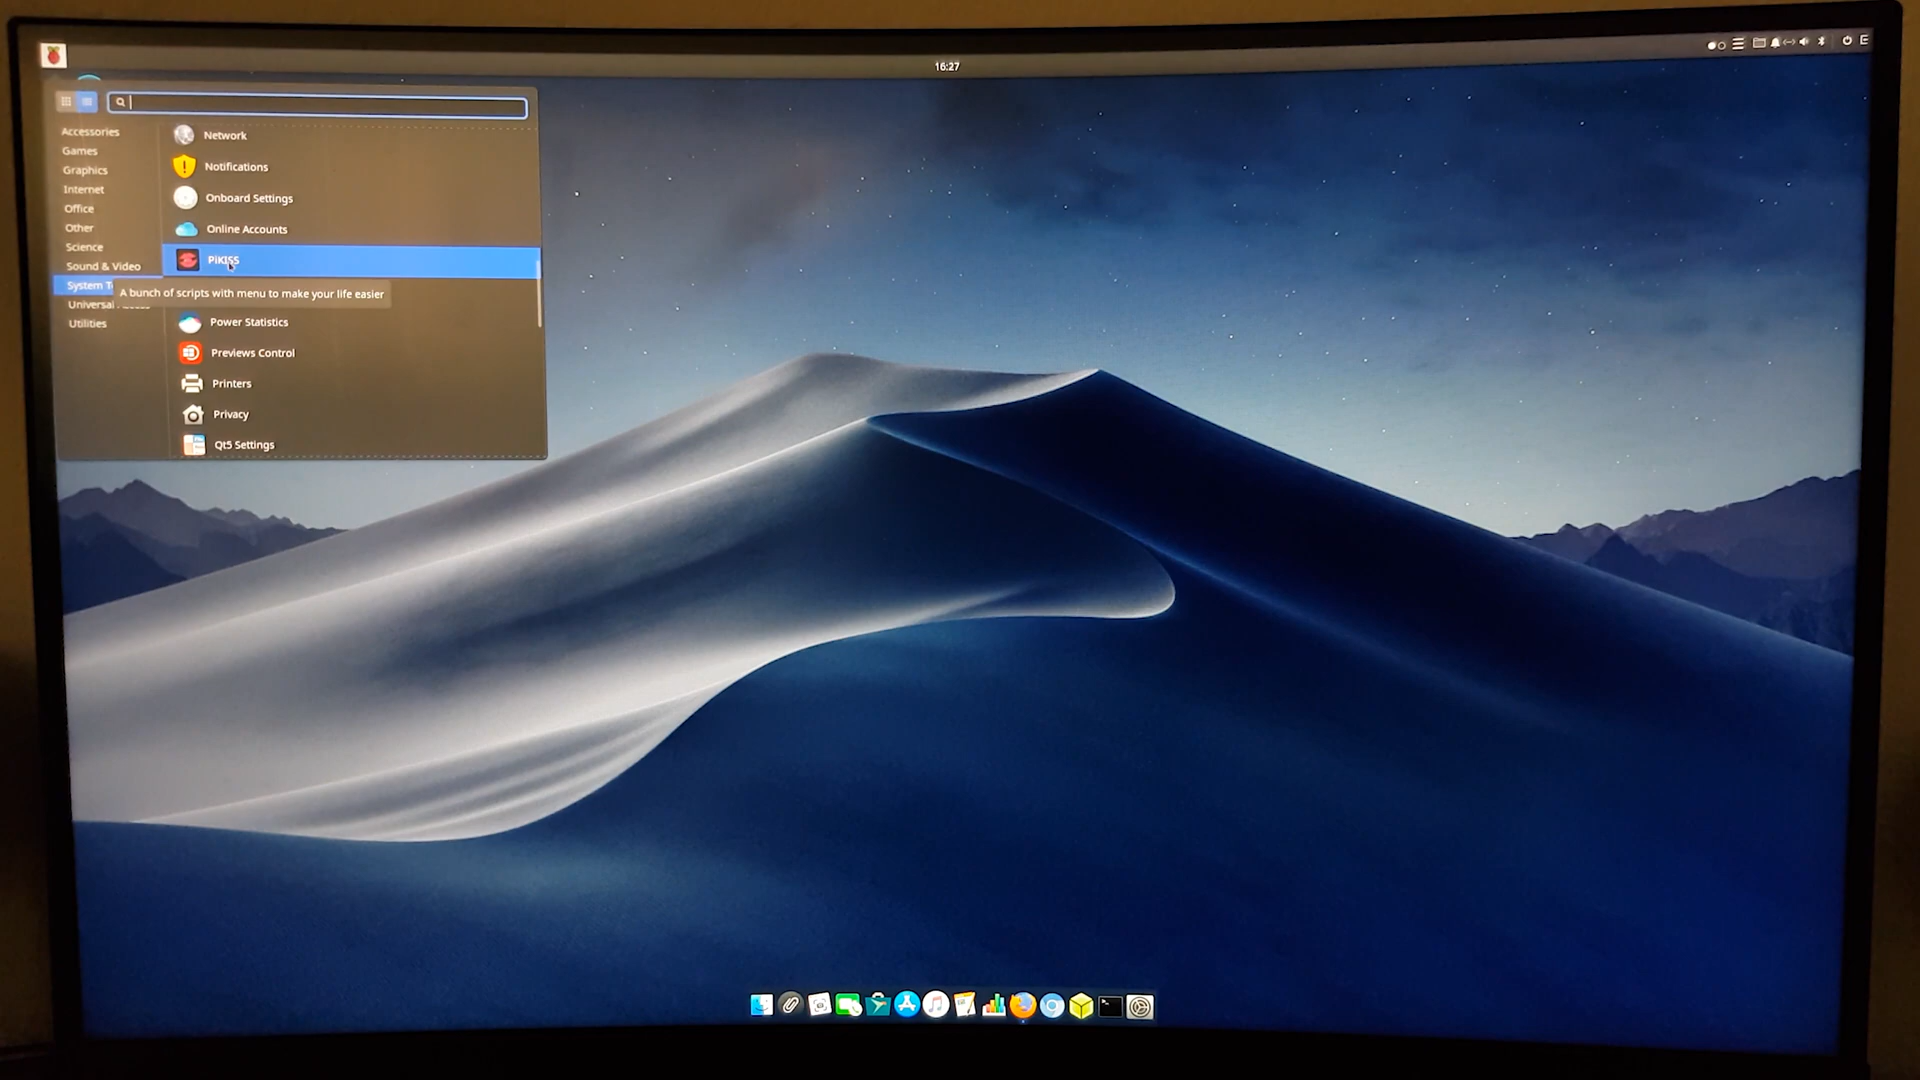 16:27
Accessories
Games
Graphics
Internet
Office
Other
Science
Sound & Video
System T
Universal
Utilities
Network
Notifications
Onboard Settings
Online Accounts
PiKISS
A bunch of scripts with menu to make your life easier
Power Statistics
Previews Control
Printers
Privacy
Qt5 Settings